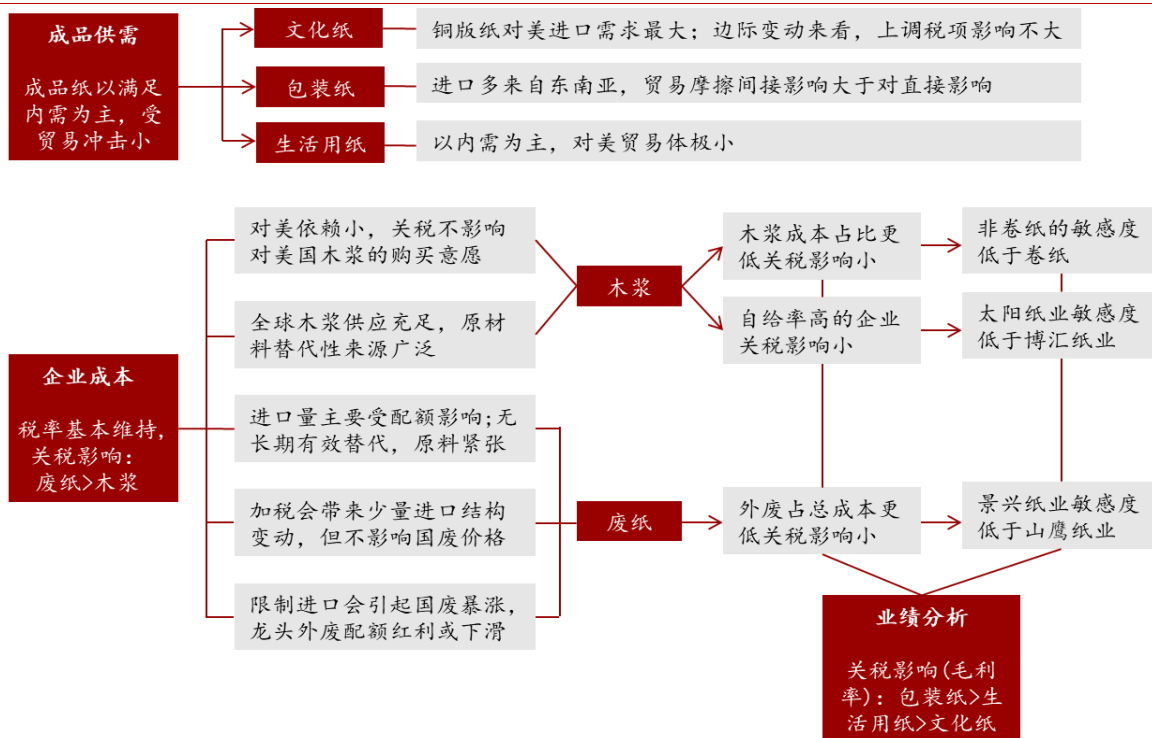 成品供需
成品纸以满足
内需为主，受
贸易冲击小
文化纸
铜版纸对美进口需求最大；边际变动来看，上调税项影响不大
包装纸
进口多来自东南亚，贸易摩擦间接影响大于对直接影响
生活用纸
以内需为主，对美贸易体极小
企业成本
税率基本维持，
关税影响：
废纸>木浆
对美依赖小，关税不影响
对美国木浆的购买意愿
全球木浆供应充足，原材
料替代性来源广泛
进口量主要受配额影响;无
长期有效替代，原料紧张
加税会带来少量进口结构
变动，但不影响国废价格
限制进口会引起国废暴涨，
龙头外废配额红利或下滑
木浆
木浆成本占比更
低关税影响小
非卷纸的敏感度
低于卷纸
自给率高的企业
关税影响小
太阳纸业敏感度
低于博汇纸业
废纸
外废占总成本更
低关税影响小
景兴纸业敏感度
低于山鹰纸业
业绩分析
关税影响(毛利
率)：包装纸>生
活用纸>文化纸